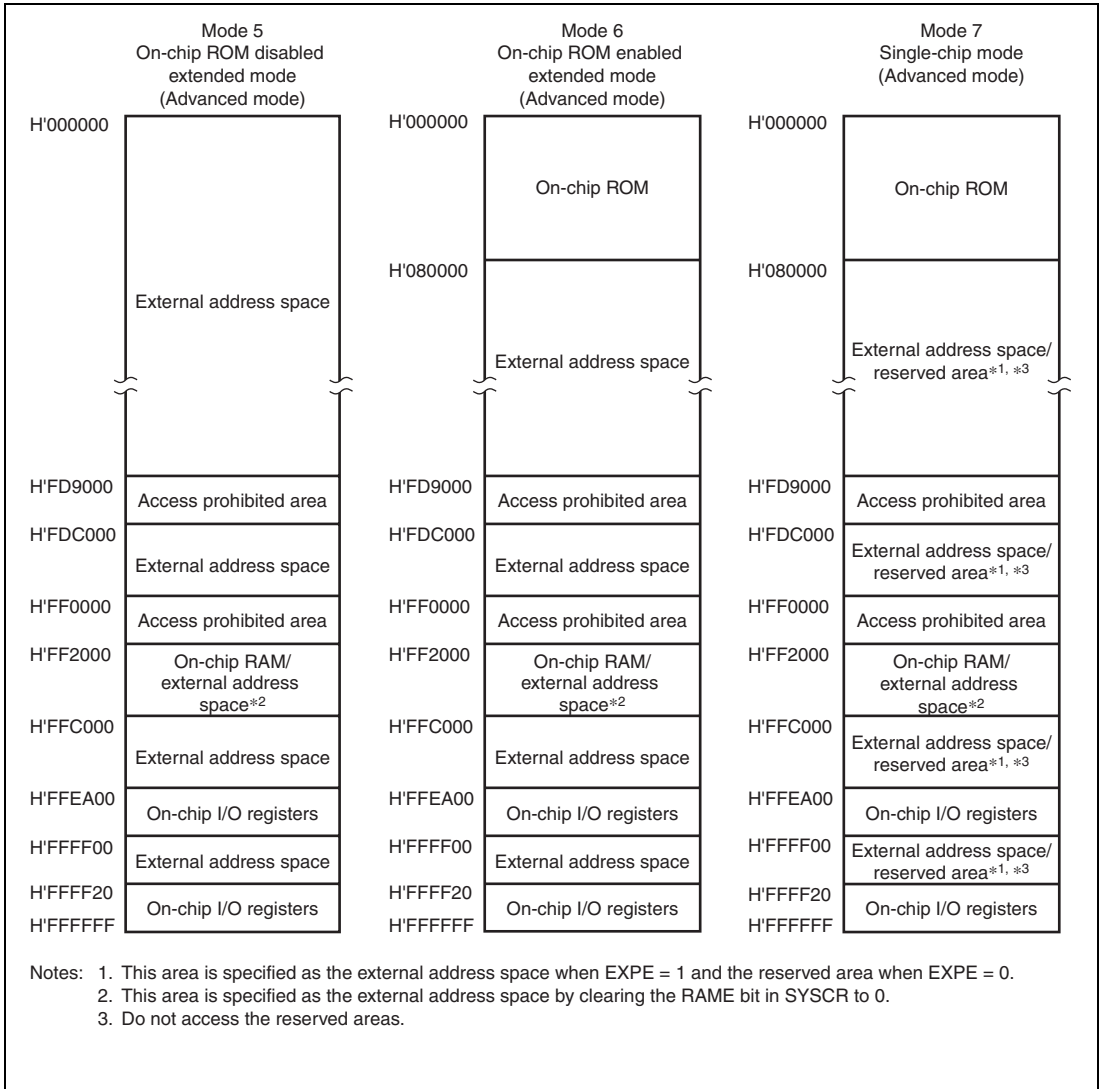 Mode 5
On-chip ROM disabled
extended mode
(Advanced mode)
H'000000
External address space
H'FD9000
Access prohibited area
H'FDC000
External address space
H'FF0000
Access prohibited area
H'FF2000
On-chip RAM/
external address
space*2
H'FFC000
External address space
H'FFEA00
On-chip I/O registers
H'FFFF00
External address space
H'FFFF20
On-chip I/O registers
H'FFFFFF
Mode 6
On-chip ROM enabled
extended mode
(Advanced mode)
H'000000
On-chip ROM
H'080000
External address space
H'FD9000
Access prohibited area
H'FDC000
External address space
H'FF0000
Access prohibited area
H'FF2000
On-chip RAM/
external address
space*2
H'FFC000
External address space
H'FFEA00
On-chip I/O registers
H'FFFF00
External address space
H'FFFF20
On-chip I/O registers
H'FFFFFF
Mode 7
Single-chip mode
(Advanced mode)
H'000000
On-chip ROM
H'080000
External address space/
reserved area*1, *3
H'FD9000
Access prohibited area
H'FDC000
External address space/
reserved area*1, *3
H'FF0000
Access prohibited area
H'FF2000
On-chip RAM/
external address
space*2
H'FFC000
External address space/
reserved area*1, *3
H'FFEA00
On-chip I/O registers
H'FFFF00
External address space/
reserved area*1, *3
H'FFFF20
On-chip I/O registers
H'FFFFFF
Notes: 1. This area is specified as the external address space when EXPE = 1 and the reserved area when EXPE = 0.
2. This area is specified as the external address space by clearing the RAME bit in SYSCR to 0.
3. Do not access the reserved areas.